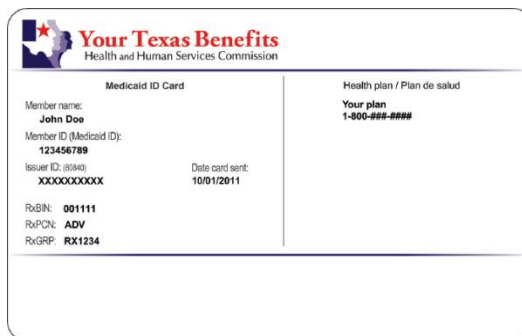 Your Texas Benefits
Health and Human Services Commission
Medicaid ID Card
Member name:
John Doe
Member ID (Medicaid ID):
123456789
Issuer ID: (80840)
XXXXXXXXXX
Date card sent:
10/01/2011
RxBIN: 001111
RxPCN: ADV
RxGRP: RX1234
Health plan / Plan de salud
Your plan
1-800-###-####